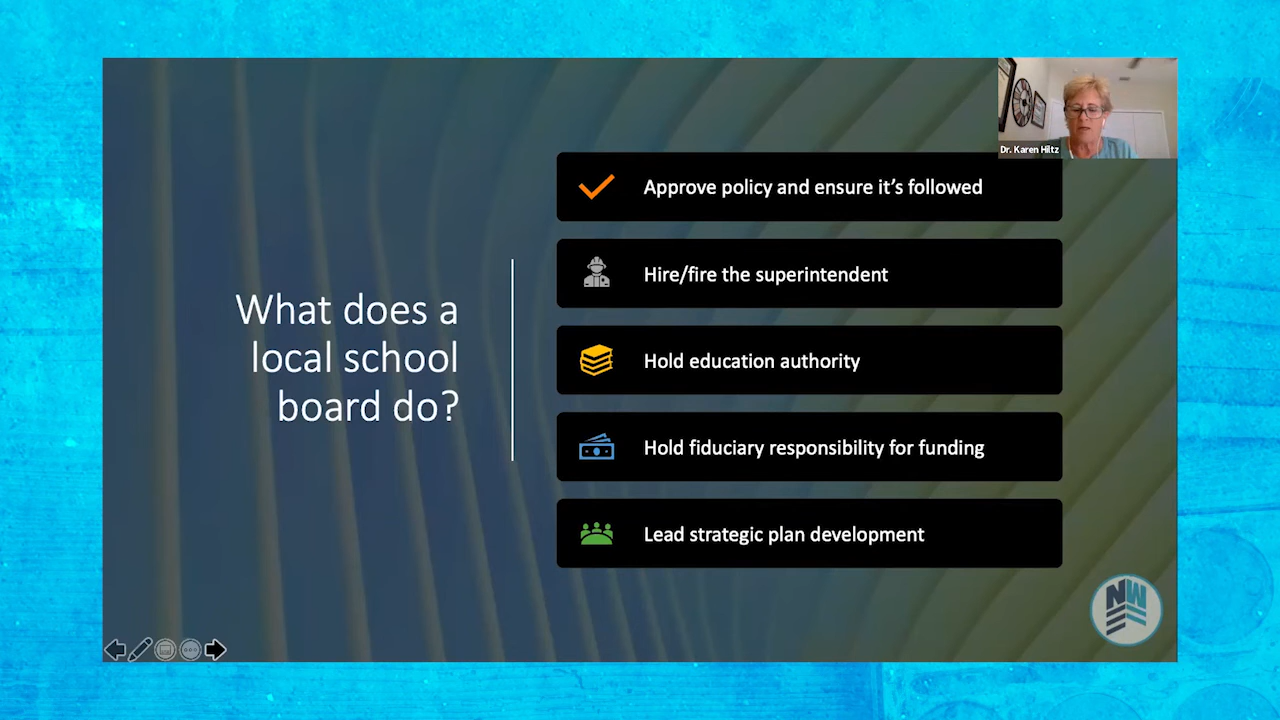 Dr. Karen Hiltz
Approve policy and ensure it's followed
Hire/fire the superintendent
What does a
local school
board do?
Hold education authority
Hold fiduciary responsibility for funding
Lead strategic plan development
NW